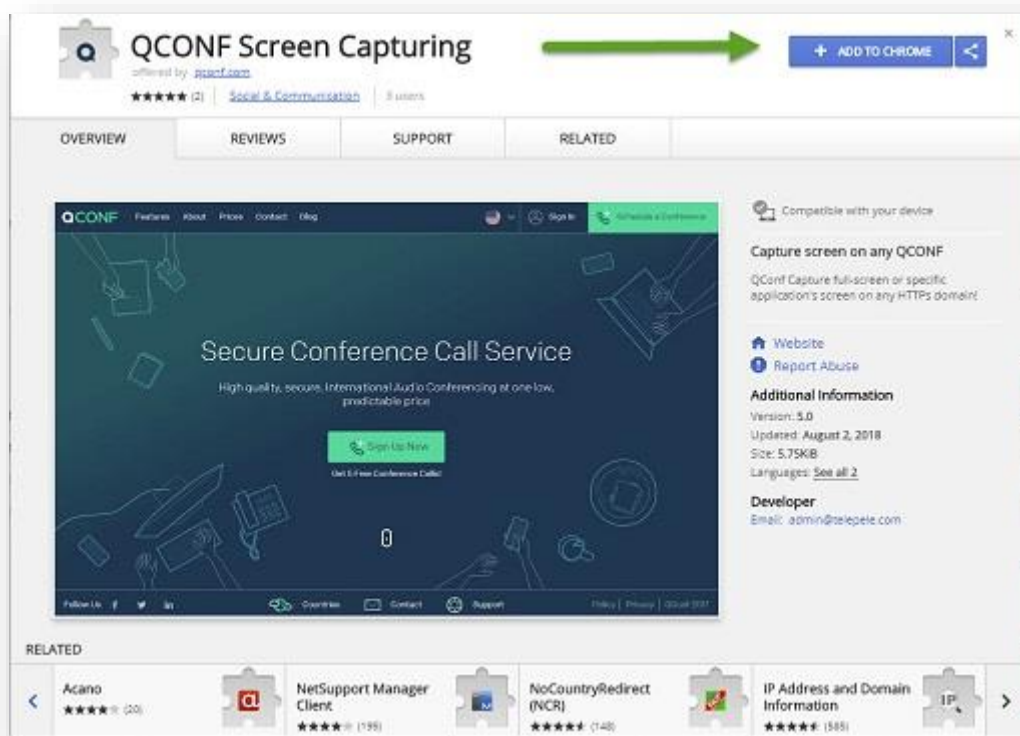 QCONF Screen Capturing
offered by qconf.com
(2) Social & Communication 3 users
+ ADD TO CHROME
OVERVIEW REVIEWS SUPPORT RELATED
QCONF Features About Prices Contact Blog Sign In Schedule a Conference
Secure Conference Call Service
High quality, secure, International Audio Conferencing at one low,
predictable price
Sign Up Now
Get 5 Free Conference Calls!
Follow Us Countries Contact Support Policy | Privacy |
Compatible with your device
Capture screen on any QCONF
QConf Capture full-screen or specific
application's screen on any HTTPs domain!
Website
Report Abuse
Additional Information
Version: 5.0
Updated: August 2, 2018
Size: 5.75KiB
Languages: See all 2
Developer
Email: admin@telepele.com
RELATED
Acano
(20)
NetSupport Manager
Client
(195)
NoCountryRedirect
(NCR)
(148)
IP Address and Domain
Information
(585)
IP